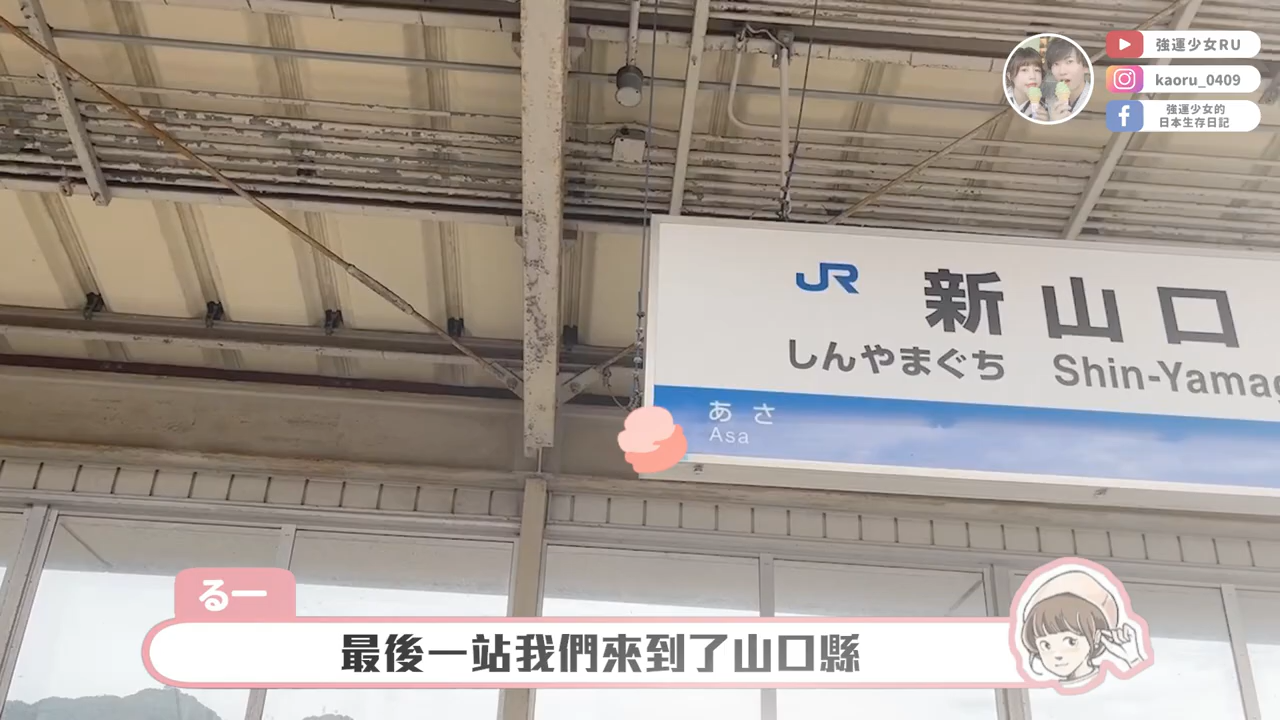 強運少女RU
kaoru_0409
強運少女的
日本生存日記
JR
新山口
しんやまぐち Shin-Yamag
あさ
Asa
るー
最後一站我們來到了山口縣